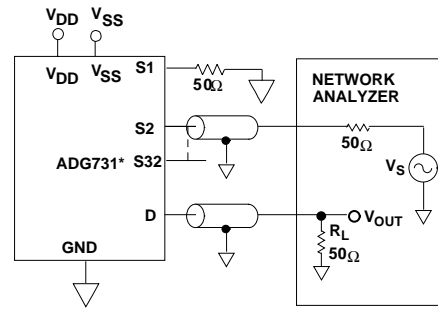 VDD VSS
VDD VSS
S1
50Ω
NETWORK
ANALYZER
S2
50Ω
ADG731* S32
VS
D
VOUT
RL
50Ω
GND